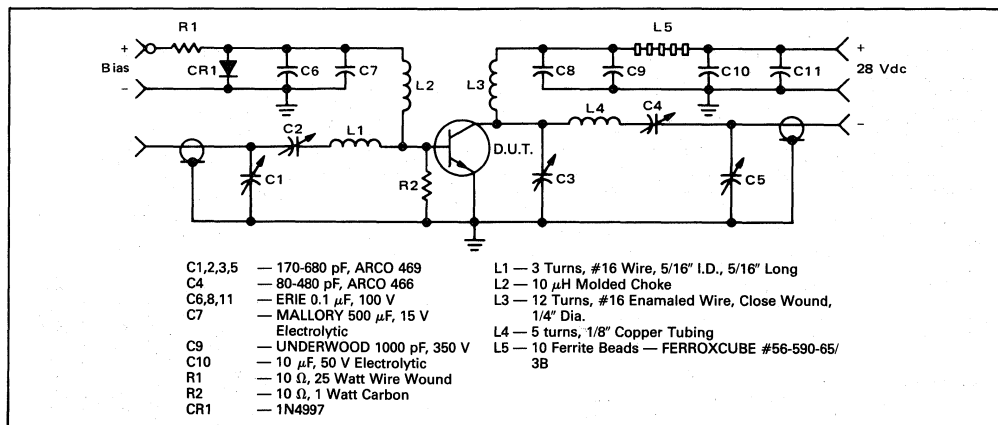 R1
L5
+
Bias
−
CR1
C6
C7
L2
L3
C8
C9
C10
C11
+
28 Vdc
−
C2
L1
L4
C4
D.U.T.
C1
R2
C3
C5
C1,2,3,5 — 170-680 pF, ARCO 469
C4 — 80-480 pF, ARCO 466
C6,8,11 — ERIE 0.1 μF, 100 V
C7 — MALLORY 500 μF, 15 V
Electrolytic
C9 — UNDERWOOD 1000 pF, 350 V
C10 — 10 μF, 50 V Electrolytic
R1 — 10 Ω, 25 Watt Wire Wound
R2 — 10 Ω, 1 Watt Carbon
CR1 — 1N4997
L1 — 3 Turns, #16 Wire, 5/16" I.D., 5/16" Long
L2 — 10 μH Molded Choke
L3 — 12 Turns, #16 Enamaled Wire, Close Wound,
1/4" Dia.
L4 — 5 turns, 1/8" Copper Tubing
L5 — 10 Ferrite Beads — FERROXCUBE #56-590-65/
3B